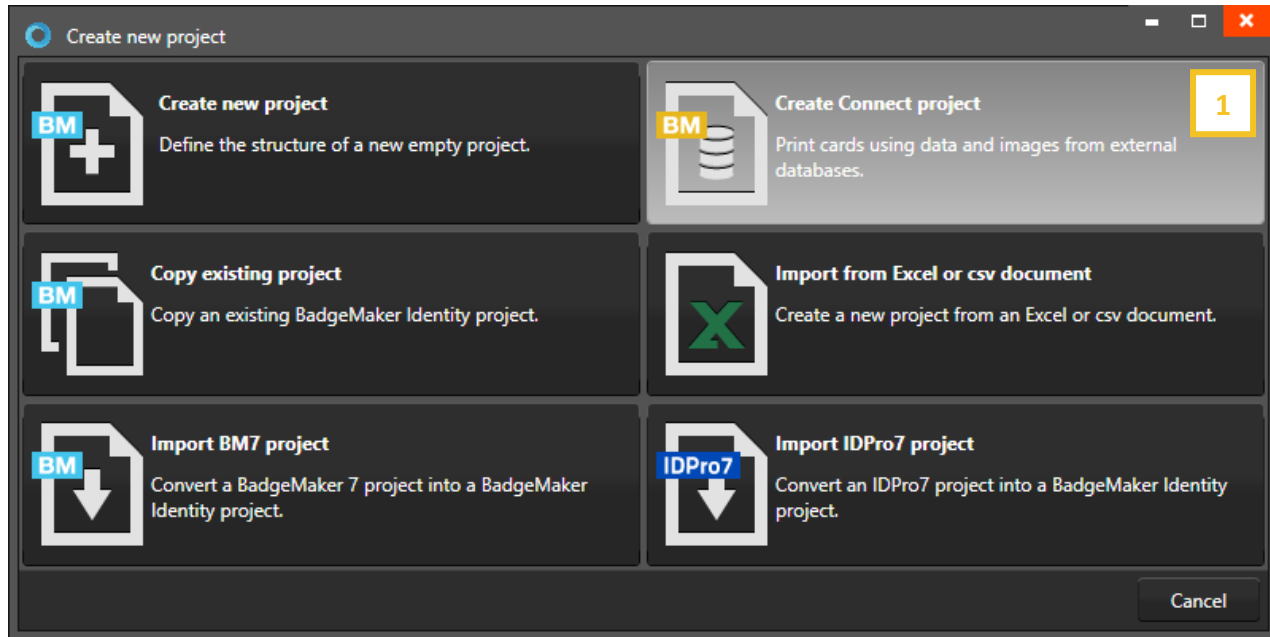 Create new project
BM
Create new project
Define the structure of a new empty project.
BM
Create Connect project
Print cards using data and images from external
databases.
1
BM
Copy existing project
Copy an existing BadgeMaker Identity project.
X
Import from Excel or csv document
Create a new project from an Excel or csv document.
BM
Import BM7 project
Convert a BadgeMaker 7 project into a BadgeMaker
Identity project.
IDPro7
Import IDPro7 project
Convert an IDPro7 project into a BadgeMaker Identity
project.
Cancel